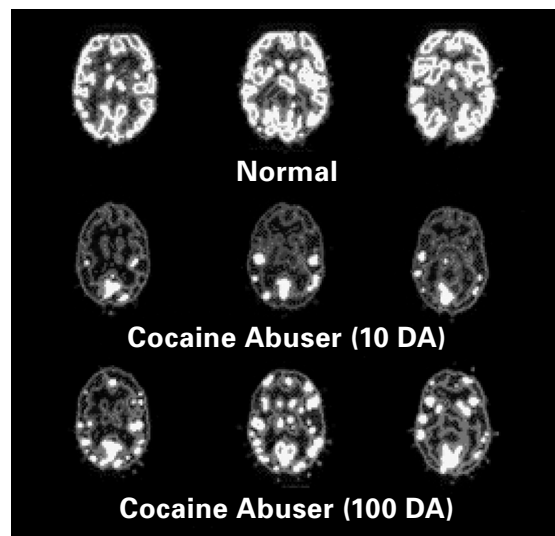 Normal
Cocaine Abuser (10 DA)
Cocaine Abuser (100 DA)